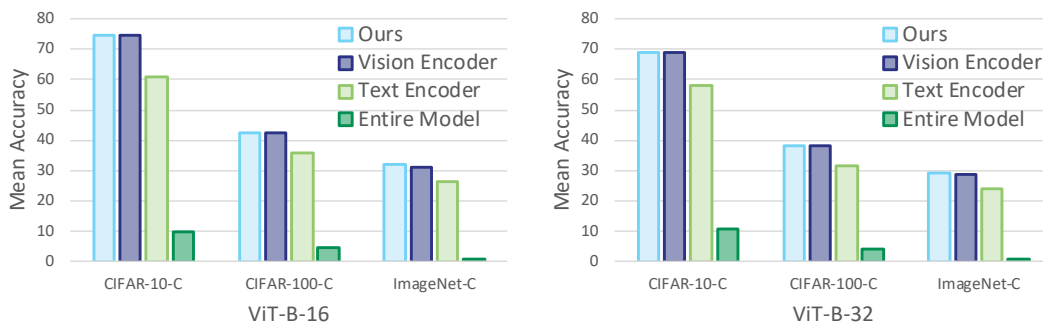 80
70
60
50
40
30
20
10
0
Mean Accuracy
Ours
Vision Encoder
Text Encoder
Entire Model
CIFAR-10-C CIFAR-100-C ImageNet-C
ViT-B-16
80
70
60
50
40
30
20
10
0
Mean Accuracy
Ours
Vision Encoder
Text Encoder
Entire Model
CIFAR-10-C CIFAR-100-C ImageNet-C
ViT-B-32